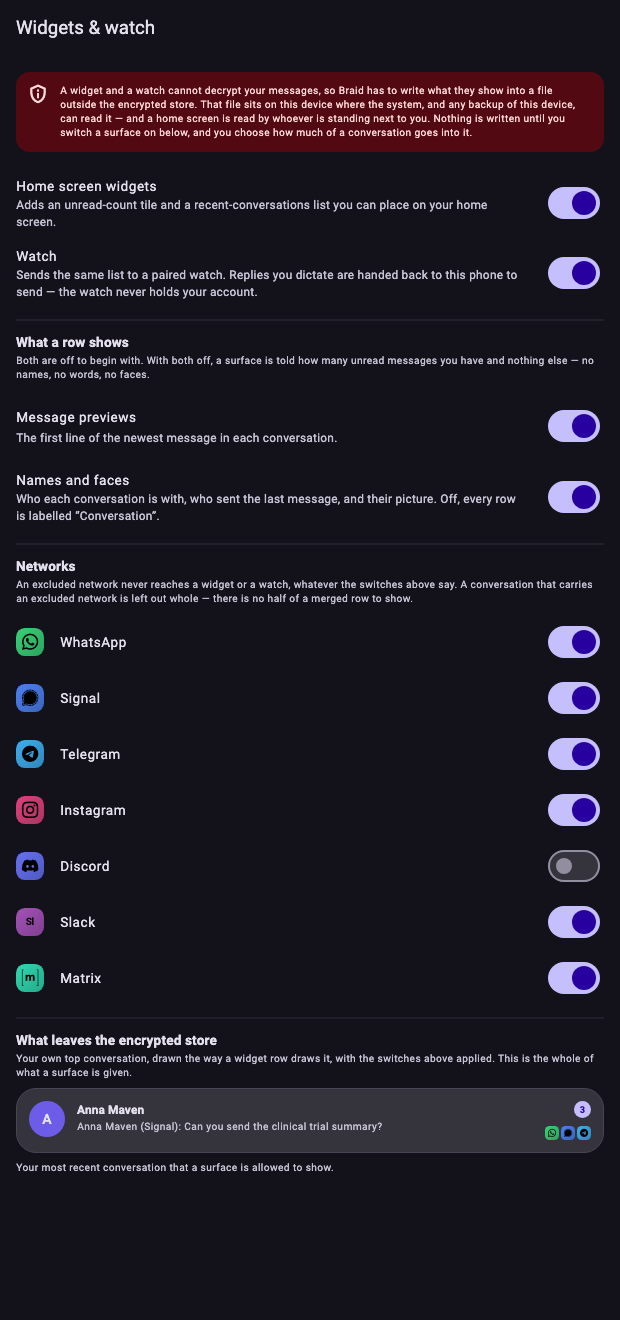 Widgets & watch
A widget and a watch cannot decrypt your messages, so Braid has to write what they show into a file
outside the encrypted store. That file sits on this device where the system, and any backup of this device,
can read it — and a home screen is read by whoever is standing next to you. Nothing is written until you
switch a surface on below, and you choose how much of a conversation goes into it.
Home screen widgets
Adds an unread-count tile and a recent-conversations list you can place on your home
screen.
Watch
Sends the same list to a paired watch. Replies you dictate are handed back to this phone to
send — the watch never holds your account.
What a row shows
Both are off to begin with. With both off, a surface is told how many unread messages you have and nothing else — no
names, no words, no faces.
Message previews
The first line of the newest message in each conversation.
Names and faces
Who each conversation is with, who sent the last message, and their picture. Off, every row
is labelled “Conversation”.
Networks
An excluded network never reaches a widget or a watch, whatever the switches above say. A conversation that carries
an excluded network is left out whole — there is no half of a merged row to show.
WhatsApp
Signal
Telegram
Instagram
Discord
Sl Slack
[m] Matrix
What leaves the encrypted store
Your own top conversation, drawn the way a widget row draws it, with the switches above applied. This is the whole of
what a surface is given.
A
Anna Maven
3
Anna Maven (Signal): Can you send the clinical trial summary?
Your most recent conversation that a surface is allowed to show.